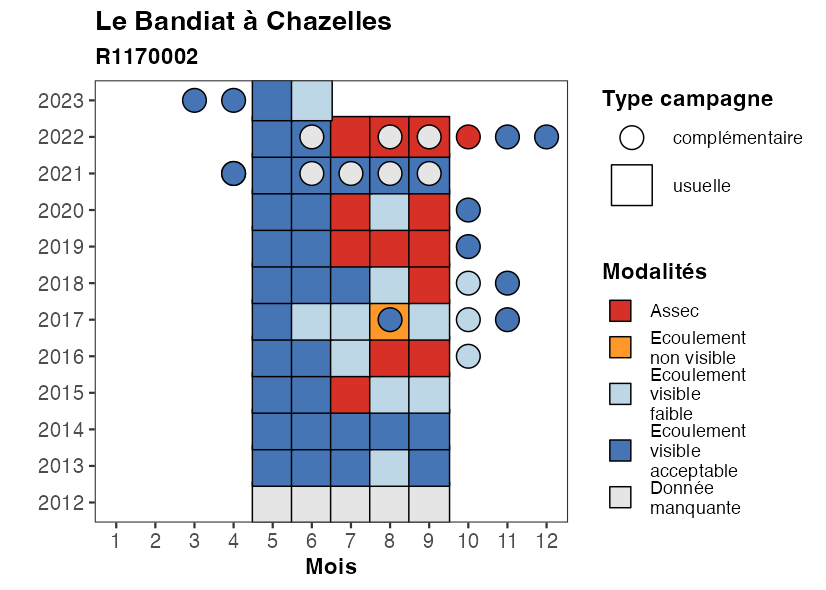 Le Bandiat à Chazelles
R1170002
2023
2022
2021
2020
2019
2018
2017
2016
2015
2014
2013
2012
1 2 3 4 5 6 7 8 9 10 11 12
Mois
Type campagne
complémentaire
usuelle
Modalités
Assec
Ecoulement
non visible
Ecoulement
visible
faible
Ecoulement
visible
acceptable
Donnée
manquante